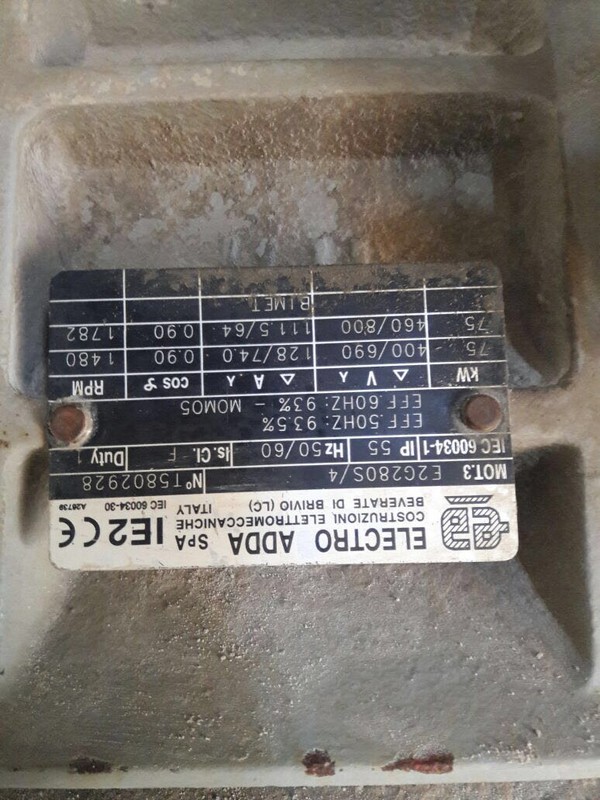 ELECTRO ADDA SPA
COSTRUZIONI ELETTROMECCANICHE
BEVERATE DI BRIVIO (LC) ITALY
IE2 CE
IEC 60034-30 A26739
MOT.3 E2G280S/4 N° T5802928
IEC 60034-1 IP 55 Hz 50/60 Is.Cl. F Duty 1
EFF.50HZ: 93.5%
EFF.60HZ: 93% - MOM05
kW Δ V Y Δ A Y cos φ RPM
75 400/690 128/74.0 0.90 1480
75 460/800 111.5/64 0.90 1782
BIMET